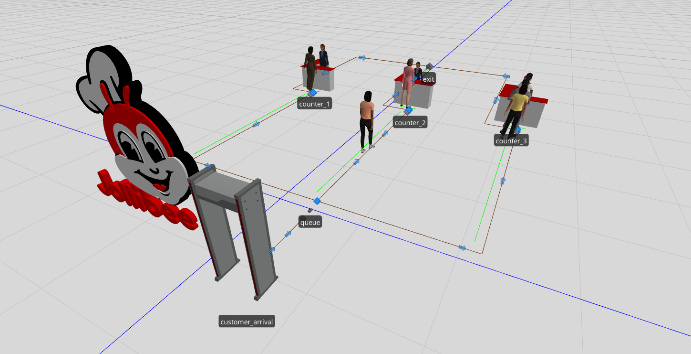 counter_1
exit
counter_2
counter_3
queue
customer_arrival